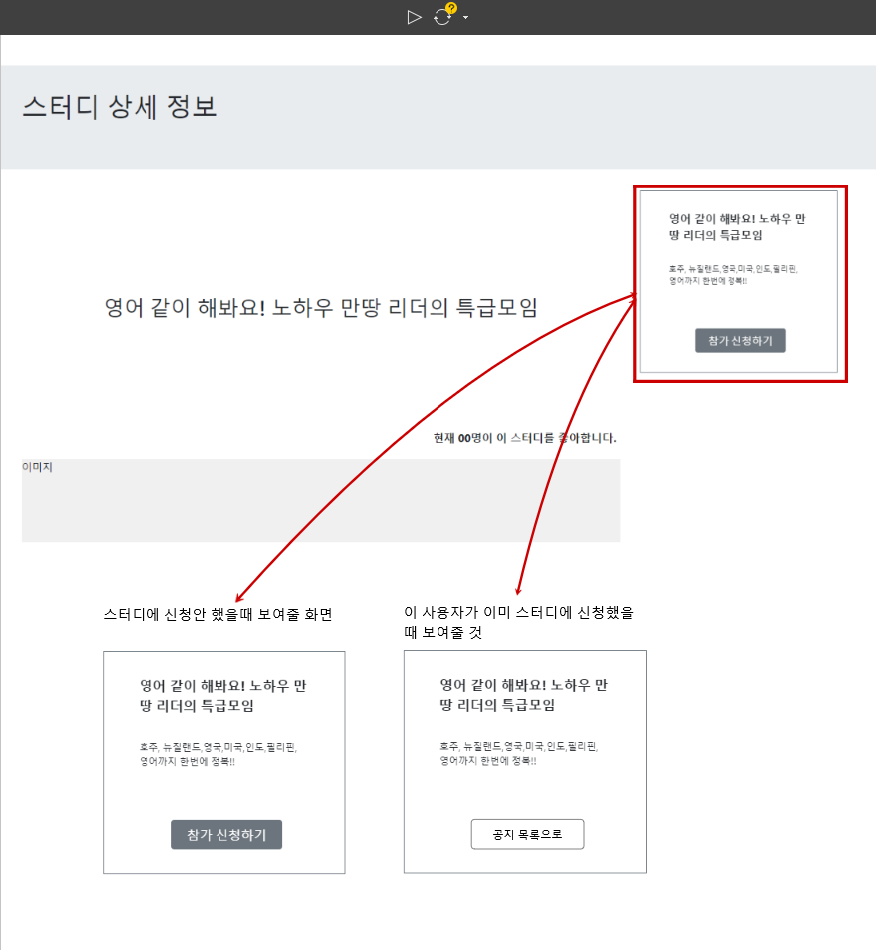 ?
스터디 상세 정보
영어 같이 해봐요! 노하우 만
땅 리더의 특급모임
호주, 뉴질랜드,영국,미국,인도,필리핀,
영어까지 한번에 정복!!
참가 신청하기
영어 같이 해봐요! 노하우 만땅 리더의 특급모임
현재 00명이 이 스터디를 좋아합니다.
이미지
스터디에 신청안 했을때 보여줄 화면
이 사용자가 이미 스터디에 신청했을
때 보여줄 것
영어 같이 해봐요! 노하우 만
땅 리더의 특급모임
호주, 뉴질랜드,영국,미국,인도,필리핀,
영어까지 한번에 정복!!
참가 신청하기
영어 같이 해봐요! 노하우 만
땅 리더의 특급모임
호주, 뉴질랜드,영국,미국,인도,필리핀,
영어까지 한번에 정복!!
공지 목록으로